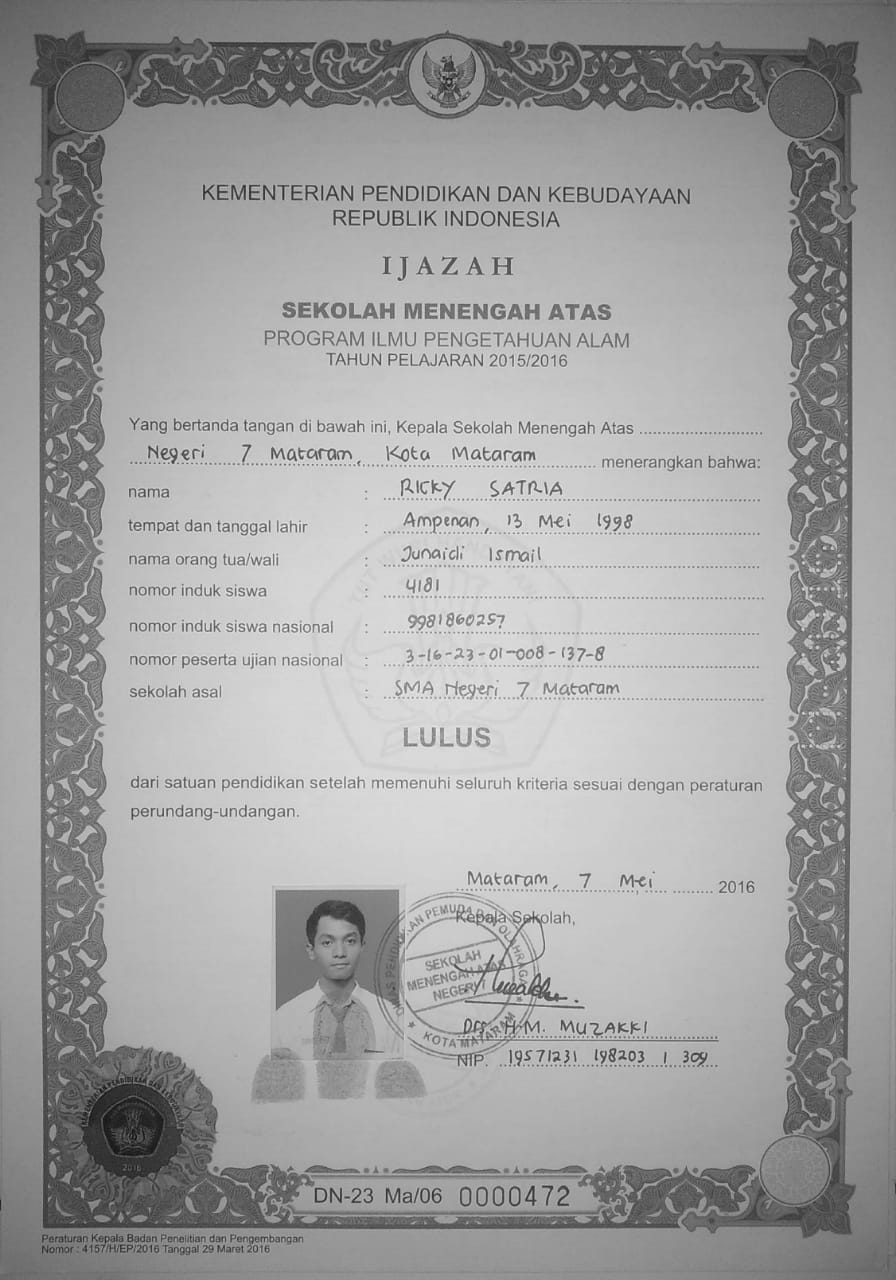 KEMENTERIAN PENDIDIKAN DAN KEBUDAYAAN
REPUBLIK INDONESIA
IJAZAH
SEKOLAH MENENGAH ATAS
PROGRAM ILMU PENGETAHUAN ALAM
TAHUN PELAJARAN 2015/2016
Yang bertanda tangan di bawah ini, Kepala Sekolah Menengah Atas
Negeri 7 Mataram, Kota Mataram menerangkan bahwa:
nama : RICKY SATRIA
tempat dan tanggal lahir : Ampenan, 13 Mei 1998
nama orang tua/wali : Junaidi Ismail
nomor induk siswa : 4181
nomor induk siswa nasional : 9981860257
nomor peserta ujian nasional : 3-16-23-01-008-137-8
sekolah asal : SMA Negeri 7 Mataram
LULUS
dari satuan pendidikan setelah memenuhi seluruh kriteria sesuai dengan peraturan
perundang-undangan.
Mataram, 7 Mei 2016
Kepala Sekolah,
SEKOLAH
MENENGAH ATAS
NEGERI
KOTA MATARAM
Drs. H.M. MUZAKKI
NIP. 19571231 198203 1 309
2016
DN-23 Ma/06 0000472
Peraturan Kepala Badan Penelitian dan Pengembangan
Nomor : 4157/H/EP/2016 Tanggal 29 Maret 2016